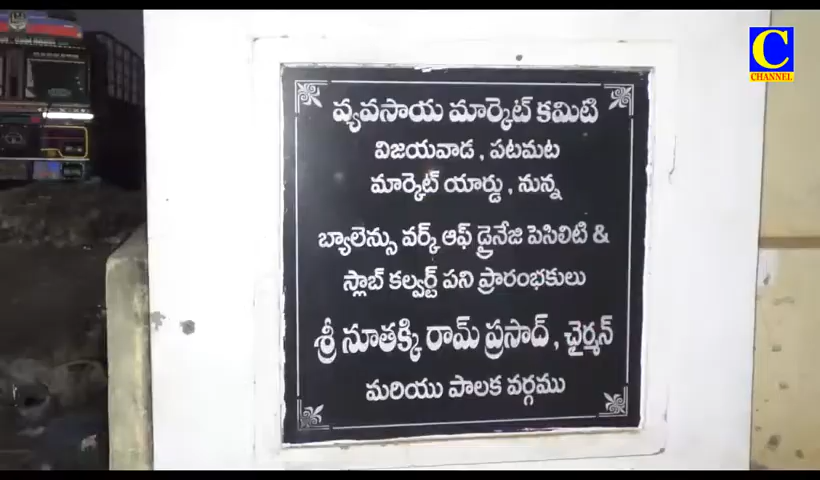 C
CHANNEL
వ్యవసాయ మార్కెట్ కమిటి
విజయవాడ, పటమట
మార్కెట్ యార్డు, నున్న
బ్యాలెన్సు వర్క్ ఆఫ్ డ్రైనేజి పెసిలిటి &
స్లాబ్ కల్వర్ట్ పని ప్రారంభకులు
శ్రీ నూతక్కి రామ్ ప్రసాద్, ఛైర్మన్
మరియు పాలక వర్గము